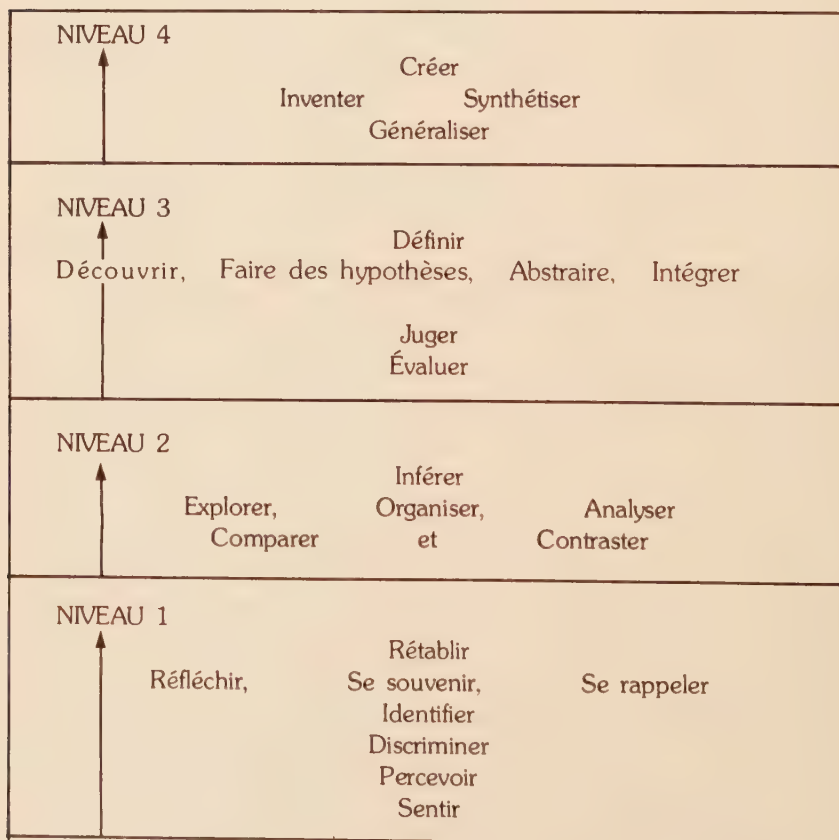 NIVEAU 4
Créer
Inventer Synthétiser
Généraliser
NIVEAU 3
Définir
Découvrir, Faire des hypothèses, Abstraire, Intégrer
Juger
Évaluer
NIVEAU 2
Inférer
Explorer, Organiser, Analyser
Comparer et Contraster
NIVEAU 1
Rétablir
Réfléchir, Se souvenir, Se rappeler
Identifier
Discriminer
Percevoir
Sentir